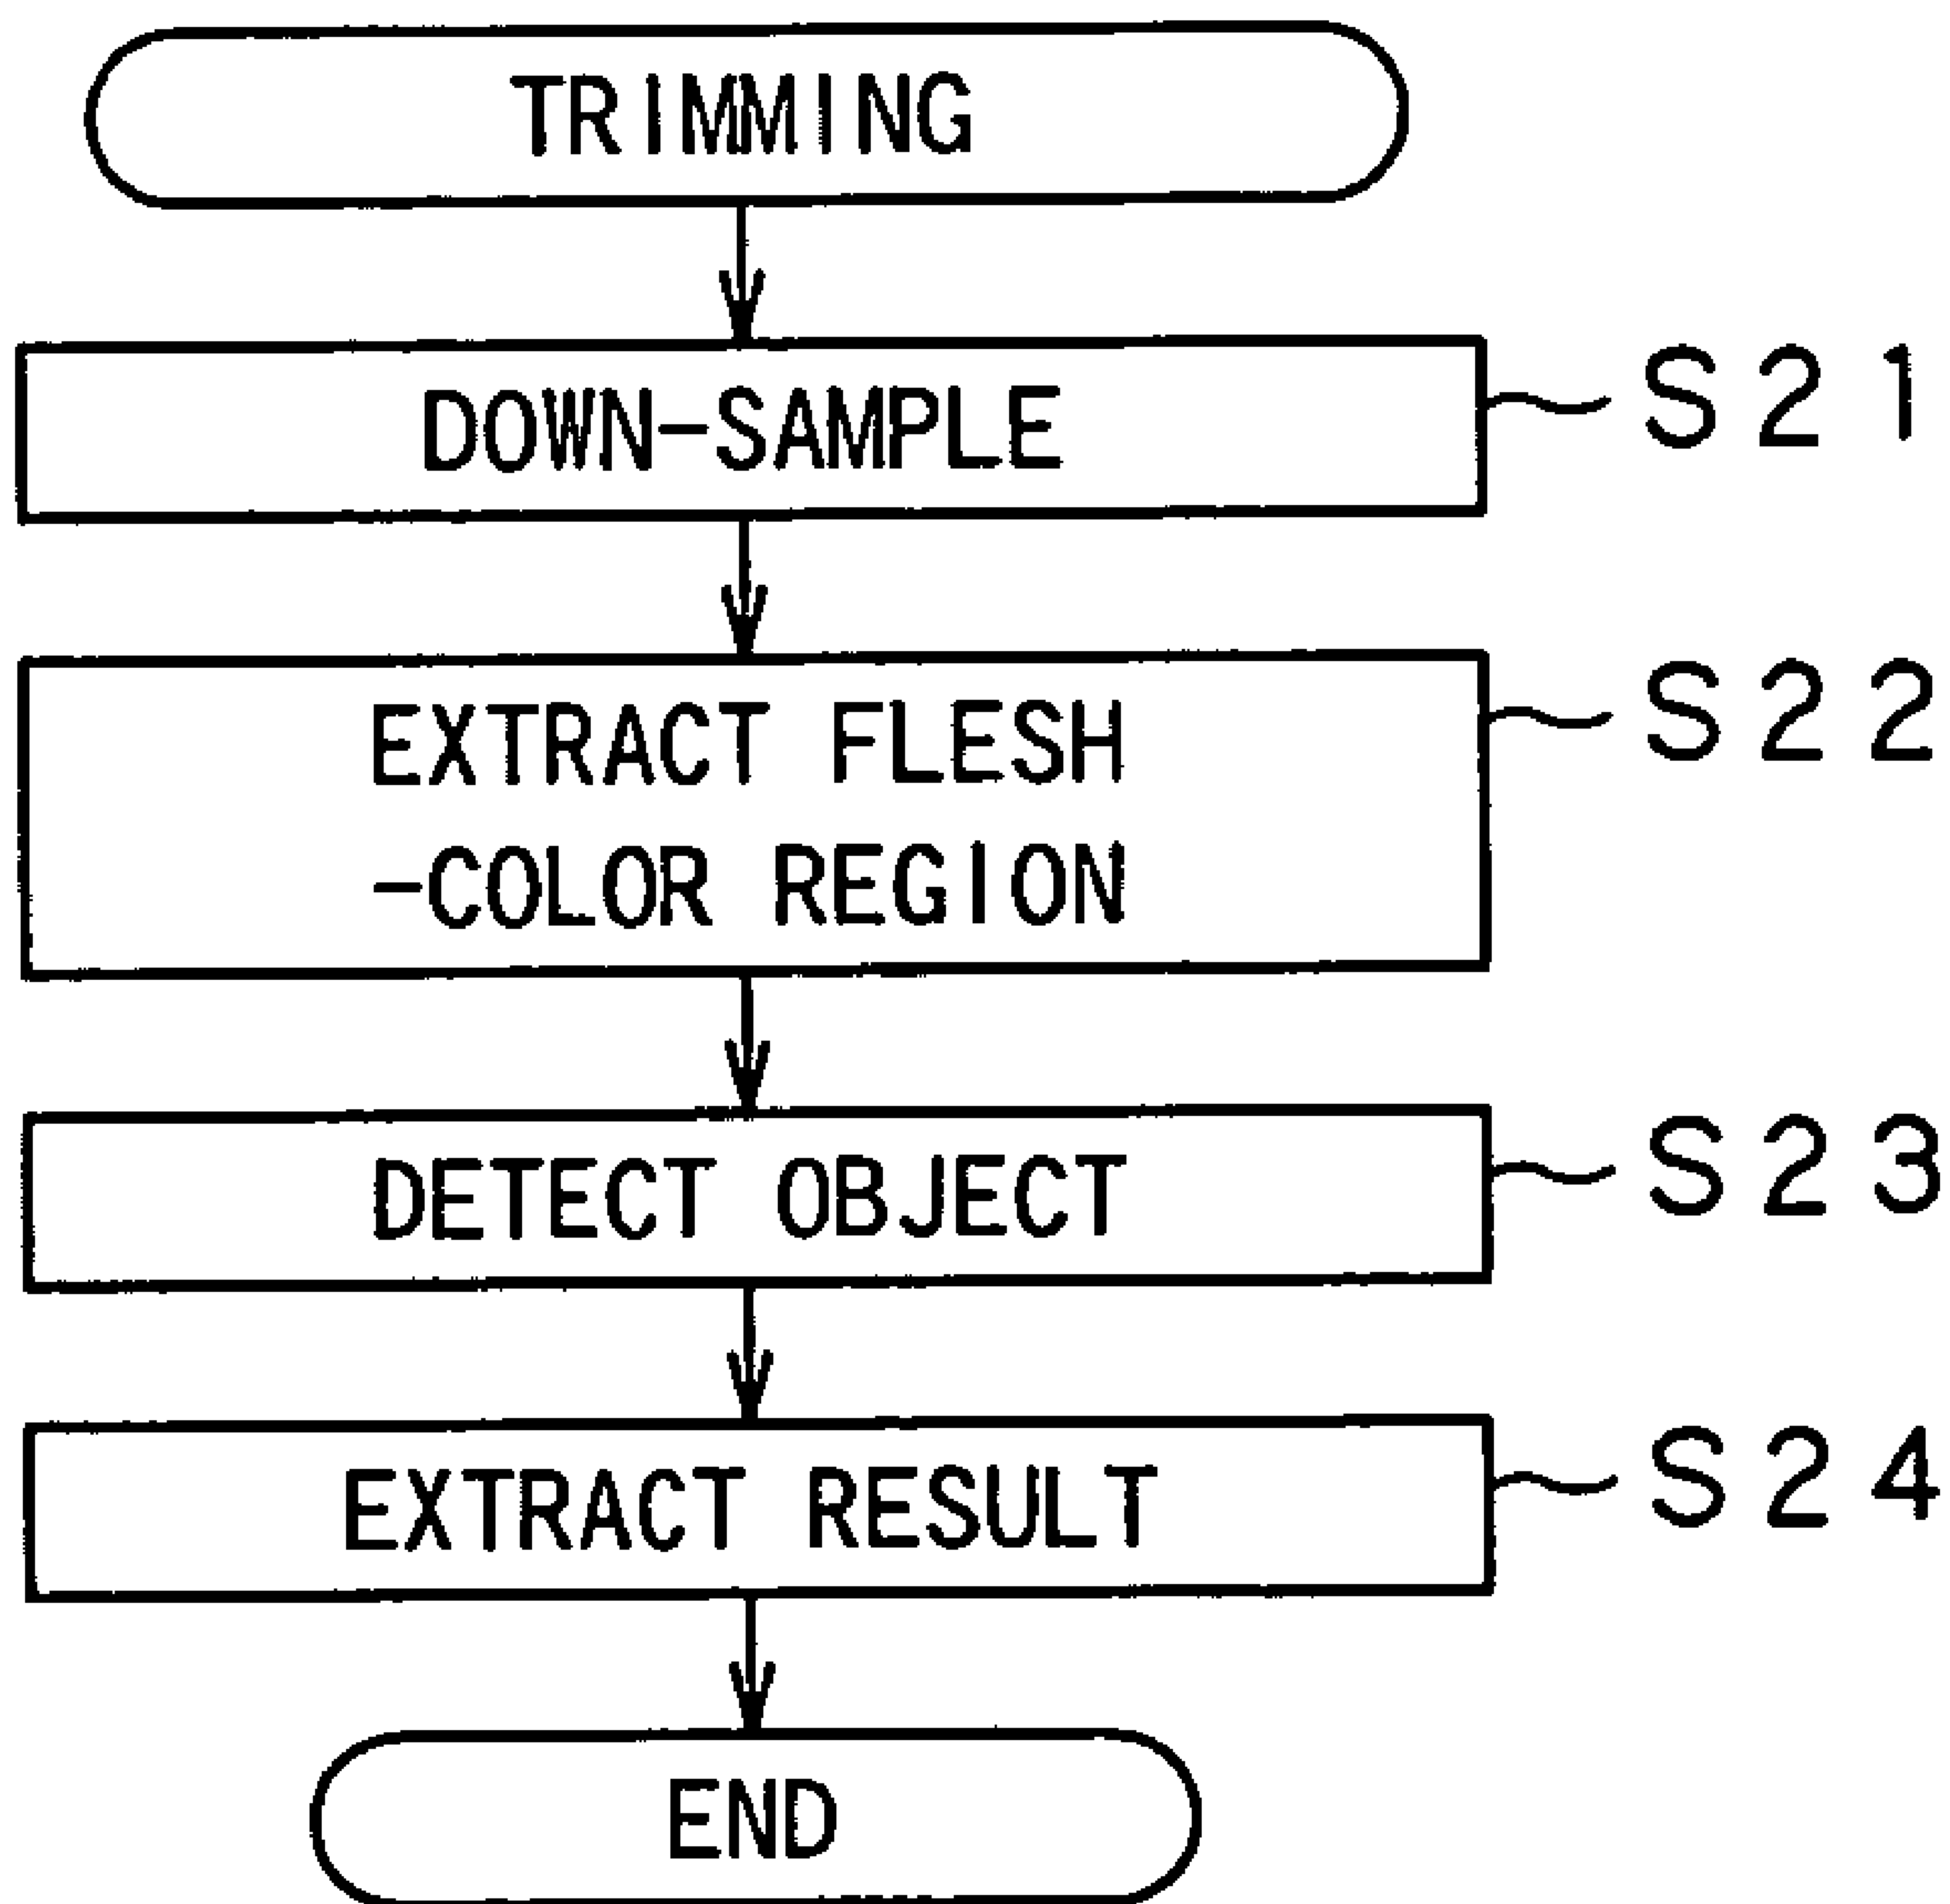 TRIMMING
DOWN-SAMPLE
S21
EXTRACT FLESH
-COLOR REGION
S22
DETECT OBJECT
S23
EXTRACT RESULT
S24
END